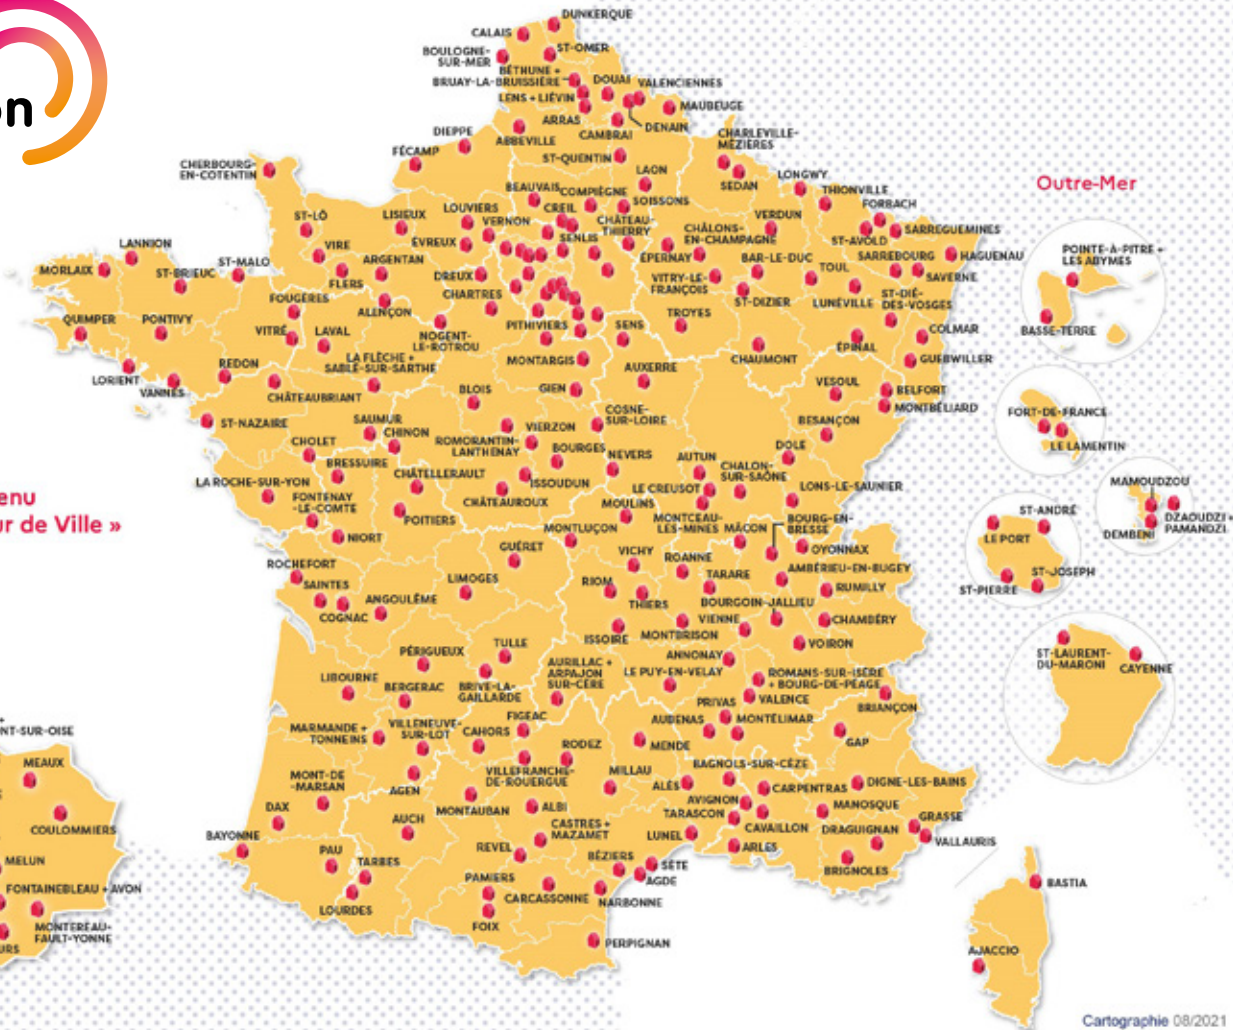 on
DUNKERQUE
CALAIS
BOULOGNE-
SUR-MER
ST-OMER
BÉTHUNE +
BRUAY-LA-BRUISSIÈRE
DOUAI
VALENCIENNES
LENS + LIÉVIN
MAUBEUGE
ARRAS
DENAIN
CAMBRAI
ABBEVILLE
DIEPPE
CHARLEVILLE-
MÉZIÈRES
FÉCAMP
ST-QUENTIN
CHERBOURG-
EN-COTENTIN
LAON
SEDAN
LONGWY
Outre-Mer
BEAUVAIS
COMPIÈGNE
THIONVILLE
SOISSONS
FORBACH
ST-LÔ
LISIEUX
LOUVIERS
CREIL
VERDUN
VERNON
CHÂTEAU-
THIERRY
CHÂLONS-
EN-CHAMPAGNE
SARREGUEMINES
LANNION
VIRE
ÉVREUX
SENLIS
ST-AVOLD
POINTE-À-PITRE +
LES ABYMES
ST-MALO
ARGENTAN
ÉPERNAY
BAR-LE-DUC
SARREBOURG
HAGUENAU
MORLAIX
ST-BRIEUC
DREUX
VITRY-LE-
FRANÇOIS
TOUL
SAVERNE
FLERS
CHARTRES
ST-DIZIER
LUNÉVILLE
ST-DIÉ-
DES-VOSGES
FOUGÈRES
ALENÇON
QUIMPER
PONTIVY
VITRÉ
LAVAL
NOGENT-
LE-ROTROU
PITHIVIERS
SENS
TROYES
COLMAR
BASSE-TERRE
ÉPINAL
LA FLÈCHE +
SABLÉ-SUR-SARTHE
MONTARGIS
CHAUMONT
GUEBWILLER
REDON
AUXERRE
LORIENT
VANNES
CHÂTEAUBRIANT
BLOIS
GIEN
VESOUL
BELFORT
MONTBÉLIARD
ST-NAZAIRE
SAUMUR
CHINON
VIERZON
COSNE-
SUR-LOIRE
BESANÇON
FORT-DE-FRANCE
CHOLET
ROMORANTIN-
LANTHENAY
BOURGES
NEVERS
DOLE
LE LAMENTIN
BRESSUIRE
AUTUN
CHALON-
SUR-SAÔNE
LA ROCHE-SUR-YON
CHÂTELLERAULT
ISSOUDUN
LE CREUSOT
LONS-LE-SAUNIER
MAMOUDZOU
enu
FONTENAY
-LE-COMTE
CHÂTEAUROUX
MOULINS
ST-ANDRÉ
ur de Ville »
POITIERS
MONTLUÇON
MONTCEAU-
LES-MINES
MÂCON
BOURG-EN-
BRESSE
DZAOUDZI +
PAMANDZI
NIORT
LE PORT
DEMBENI
GUÉRET
VICHY
ROANNE
OYONNAX
ROCHEFORT
AMBÉRIEU-EN-BUGEY
ST-JOSEPH
SAINTES
LIMOGES
RIOM
TARARE
RUMILLY
ST-PIERRE
ANGOULÊME
THIERS
BOURGOIN-JALLIEU
COGNAC
VIENNE
CHAMBÉRY
ISSOIRE
MONTBRISON
VOIRON
TULLE
ANNONAY
ST-LAURENT-
DU-MARONI
PÉRIGUEUX
AURILLAC +
ARPAJON
SUR-CÈRE
CAYENNE
LIBOURNE
LE PUY-EN-VELAY
ROMANS-SUR-ISÈRE
+ BOURG-DE-PÉAGE
BERGERAC
BRIVE-LA-
GAILLARDE
VALENCE
PRIVAS
BRIANÇON
FIGEAC
AUBENAS
MONTÉLIMAR
MARMANDE +
TONNEINS
VILLENEUVE-
SUR-LOT
CAHORS
NT-SUR-OISE
RODEZ
MENDE
GAP
MEAUX
VILLEFRANCHE-
DE-ROUERGUE
MILLAU
BAGNOLS-SUR-CÈZE
MONT-DE
-MARSAN
AGEN
ALÈS
CARPENTRAS
DIGNE-LES-BAINS
DAX
MONTAUBAN
ALBI
AVIGNON
MANOSQUE
AUCH
TARASCON
GRASSE
COULOMMIERS
CASTRES +
MAZAMET
CAVAILLON
DRAGUIGNAN
BAYONNE
LUNEL
VALLAURIS
REVEL
ARLES
PAU
TARBES
BÉZIERS
SÈTE
MELUN
BRIGNOLES
PAMIERS
AGDE
BASTIA
FONTAINEBLEAU + AVON
CARCASSONNE
NARBONNE
LOURDES
FOIX
MONTEREAU-
FAULT-YONNE
PERPIGNAN
URS
AJACCIO
Cartographie 08/2021